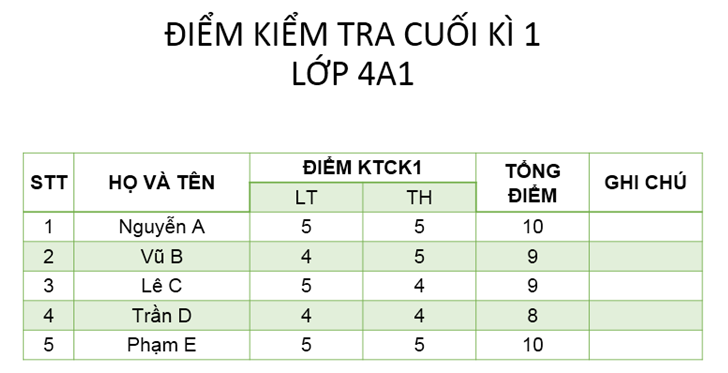 ĐIỂM KIỂM TRA CUỐI KÌ 1
LỚP 4A1
STT HỌ VÀ TÊN ĐIỂM KTCK1 TỔNG ĐIỂM GHI CHÚ
LT TH
1 Nguyễn A 5 5 10
2 Vũ B 4 5 9
3 Lê C 5 4 9
4 Trần D 4 4 8
5 Phạm E 5 5 10